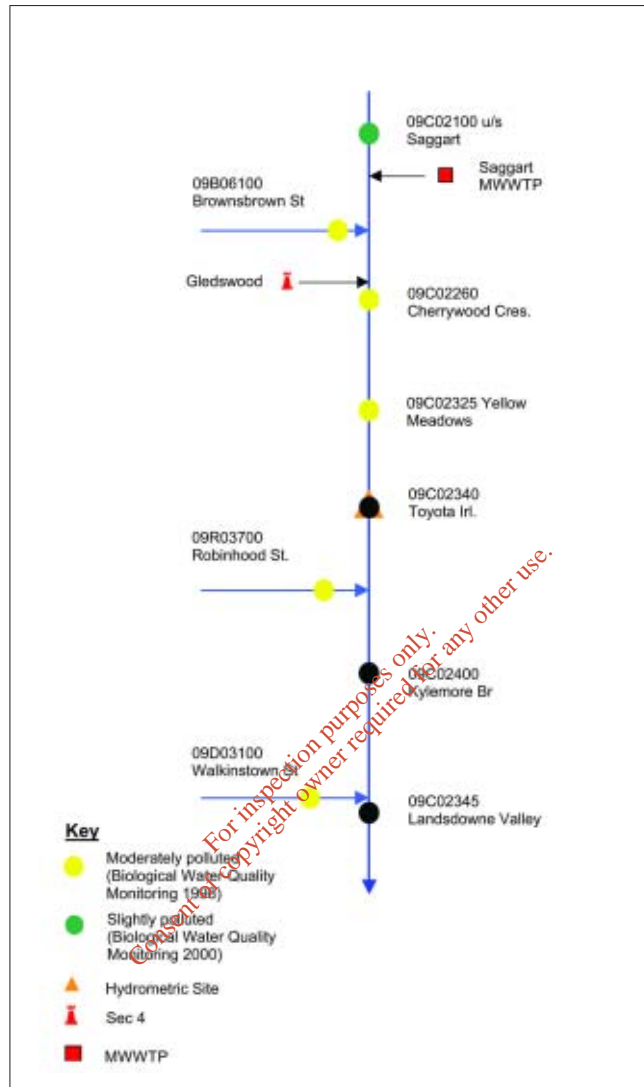 09C02100 u/s
Saggart
Saggart
MWWTP
09B06100
Brownsbrown St
Gledswood
09C02260
Cherrywood Cres.
09C02325 Yellow
Meadows
09C02340
Toyota Irl.
09R03700
Robinhood St.
09C02400
Kylemore Br
09D03100
Walkinstown St
09C02345
Landsdowne Valley
For inspection purposes only.
Consent of copyright owner required for any other use.
Key
Moderately polluted
(Biological Water Quality
Monitoring 1998)
Slightly polluted
(Biological Water Quality
Monitoring 2000)
Hydrometric Site
Sec 4
MWWTP